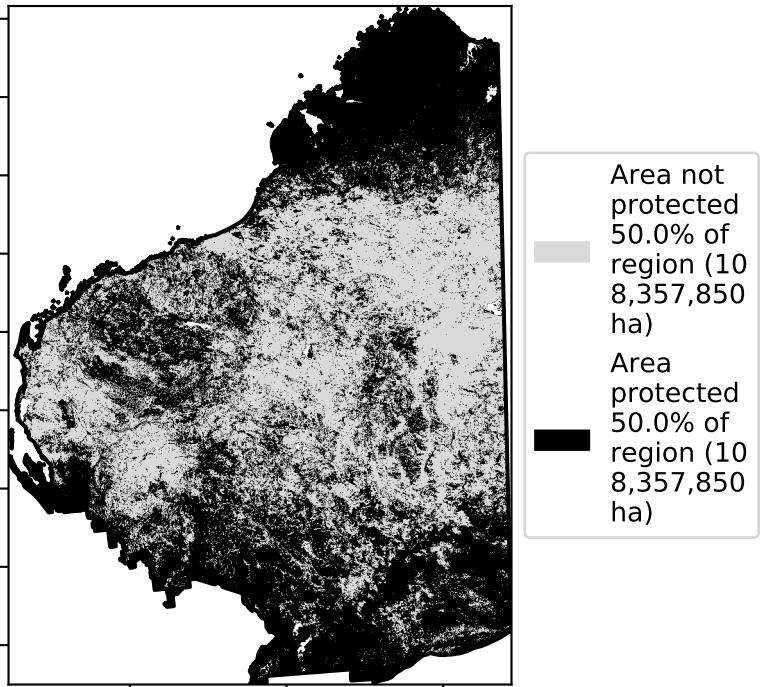 Area not
protected
50.0% of
region (10
8,357,850
ha)
Area
protected
50.0% of
region (10
8,357,850
ha)